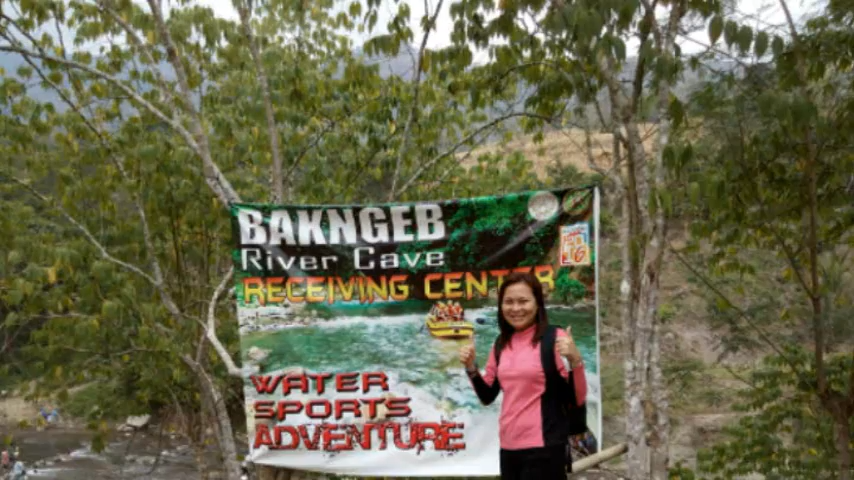 BAKNGEB
River Cave
RECEIVING CENTER
WATER
SPORTS
ADVENTURE